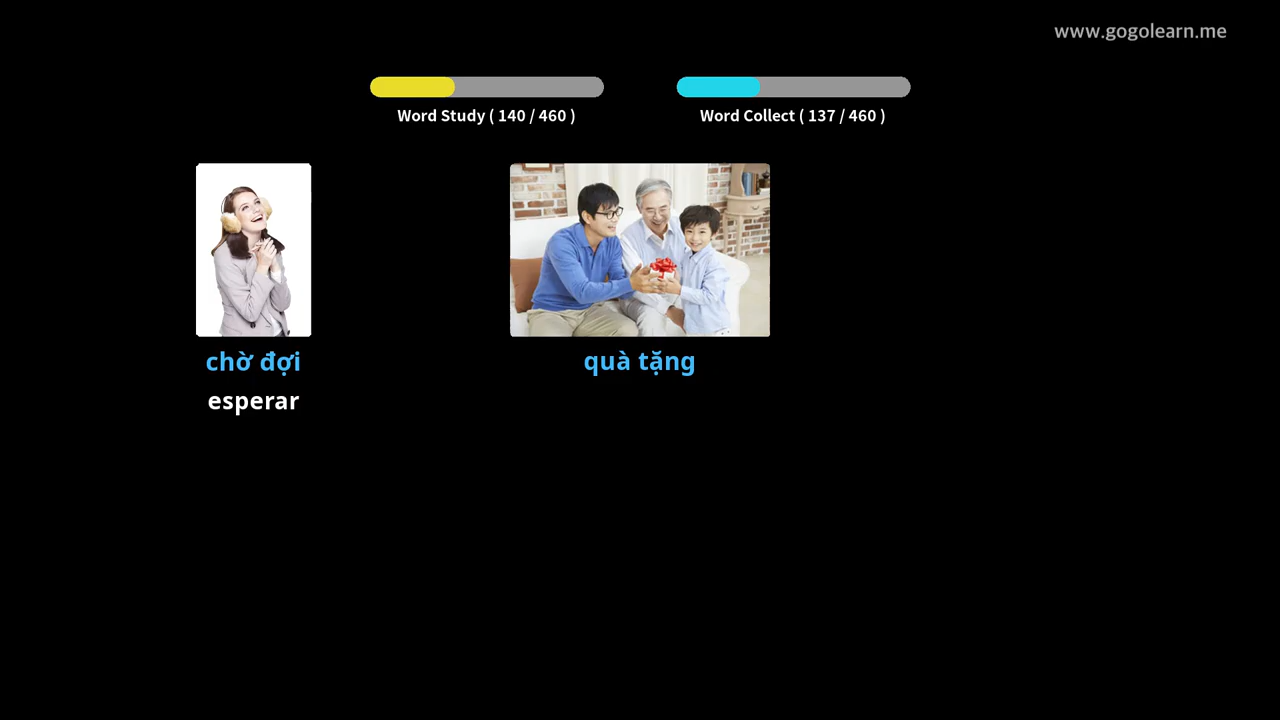 www.gogolearn.me
Word Study ( 140 / 460 )
Word Collect ( 137 / 460 )
chờ đợi
esperar
quà tặng